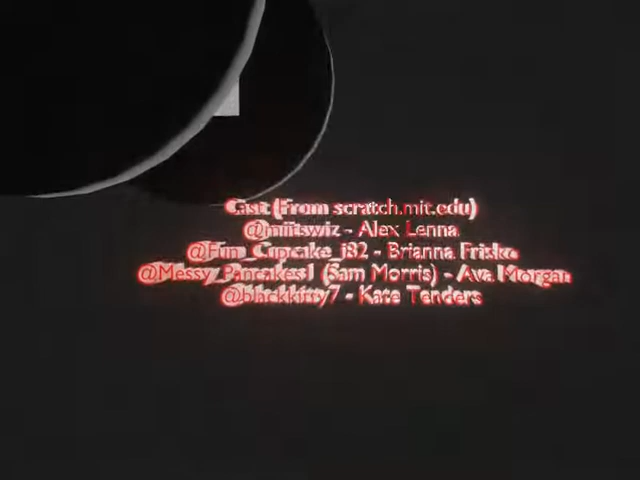 Cast (From scratch.mit.edu)
@miitswiz - Alex Lenna
@Fun_Cupcake_j82 - Brianna Frisko
@Messy_Pancakes1 (Sam Morris) - Ava Morgan
@blackkitty7 - Kate Tenders